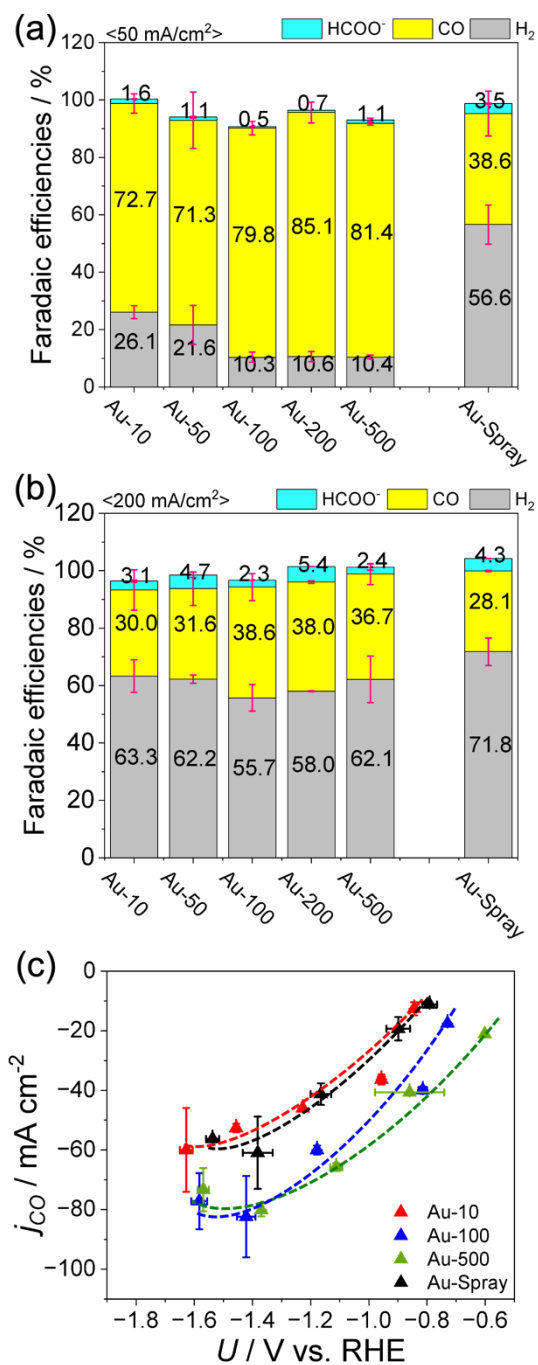 (a)
<50 mA/cm²> HCOO⁻ CO H₂
Faradaic efficiencies / %
120
100
80
60
40
20
0
1.6 1.1 0.5 0.7 1.1 3.5
72.7 71.3 79.8 85.1 81.4 38.6
26.1 21.6 10.3 10.6 10.4 56.6
Au-10 Au-50 Au-100 Au-200 Au-500 Au-Spray
(b)
<200 mA/cm²> HCOO⁻ CO H₂
Faradaic efficiencies / %
120
100
80
60
40
20
0
3.1 4.7 2.3 5.4 2.4 4.3
30.0 31.6 38.6 38.0 36.7 28.1
63.3 62.2 55.7 58.0 62.1 71.8
Au-10 Au-50 Au-100 Au-200 Au-500 Au-Spray
(c)
j_CO / mA cm⁻²
0
−20
−40
−60
−80
−100
Au-10
Au-100
Au-500
Au-Spray
−1.8 −1.6 −1.4 −1.2 −1.0 −0.8 −0.6
U / V vs. RHE